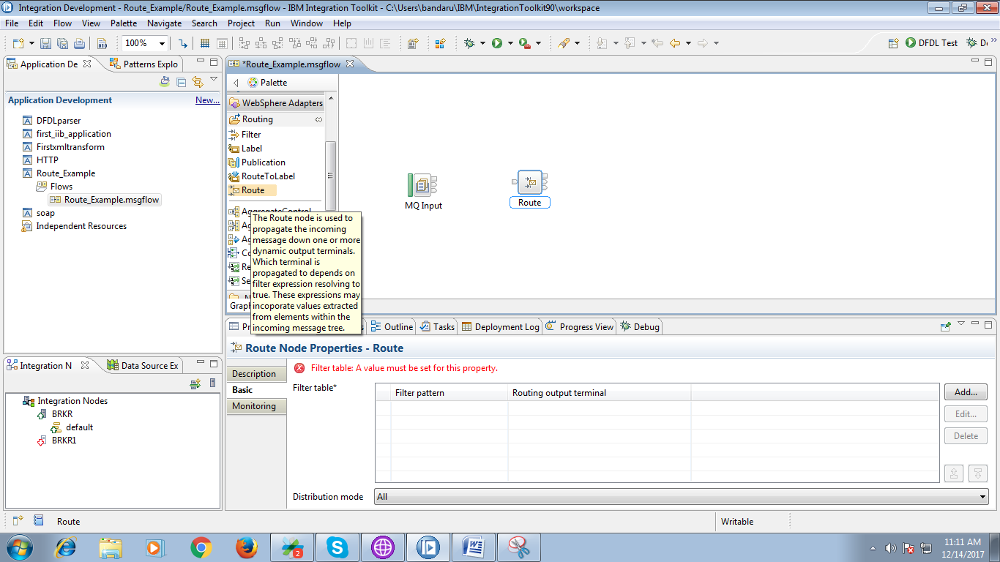 Integration Development - Route_Example/Route_Example.msgflow - IBM Integration Toolkit - C:\Users\bandaru\IBM\IntegrationToolkit90\workspace
File Edit Flow View Palette Navigate Search Project Run Window Help
100%
DFDL Test
D
Application De
Patterns Explo
Application Development
New...
DFDLparser
first_iib_application
Firstxmltransform
HTTP
Route_Example
Flows
Route_Example.msgflow
soap
Independent Resources
*Route_Example.msgflow
Palette
WebSphere Adapters
Routing
Filter
Label
Publication
RouteToLabel
Route
AggregateControl
Ag
Ag
Co
Re
Se
Graph
The Route node is used to
propagate the incoming
message down one or more
dynamic output terminals.
Which terminal is
propagated to depends on
filter expression resolving to
true. These expressions may
incoporate values extracted
from elements within the
incoming message tree.
MQ Input
Route
Pr
Outline
Tasks
Deployment Log
Progress View
Debug
Route Node Properties - Route
Description
Basic
Monitoring
Filter table: A value must be set for this property.
Filter table*
Filter pattern
Routing output terminal
Add...
Edit...
Delete
Distribution mode
All
Integration N
Data Source Ex
Integration Nodes
BRKR
default
BRKR1
Route
Writable
2
11:11 AM
12/14/2017